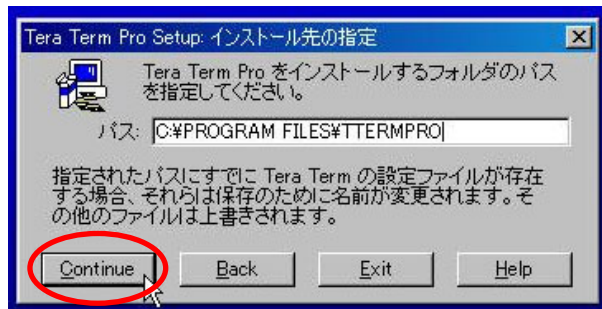 Tera Term Pro Setup: インストール先の指定
Tera Term Pro をインストールするフォルダのパス
を指定してください。
パス: C:¥PROGRAM FILES¥TTERMPRO
指定されたパスにすでに Tera Term の設定ファイルが存在
する場合、それらは保存のために名前が変更されます。そ
の他のファイルは上書きされます。
Continue Back Exit Help